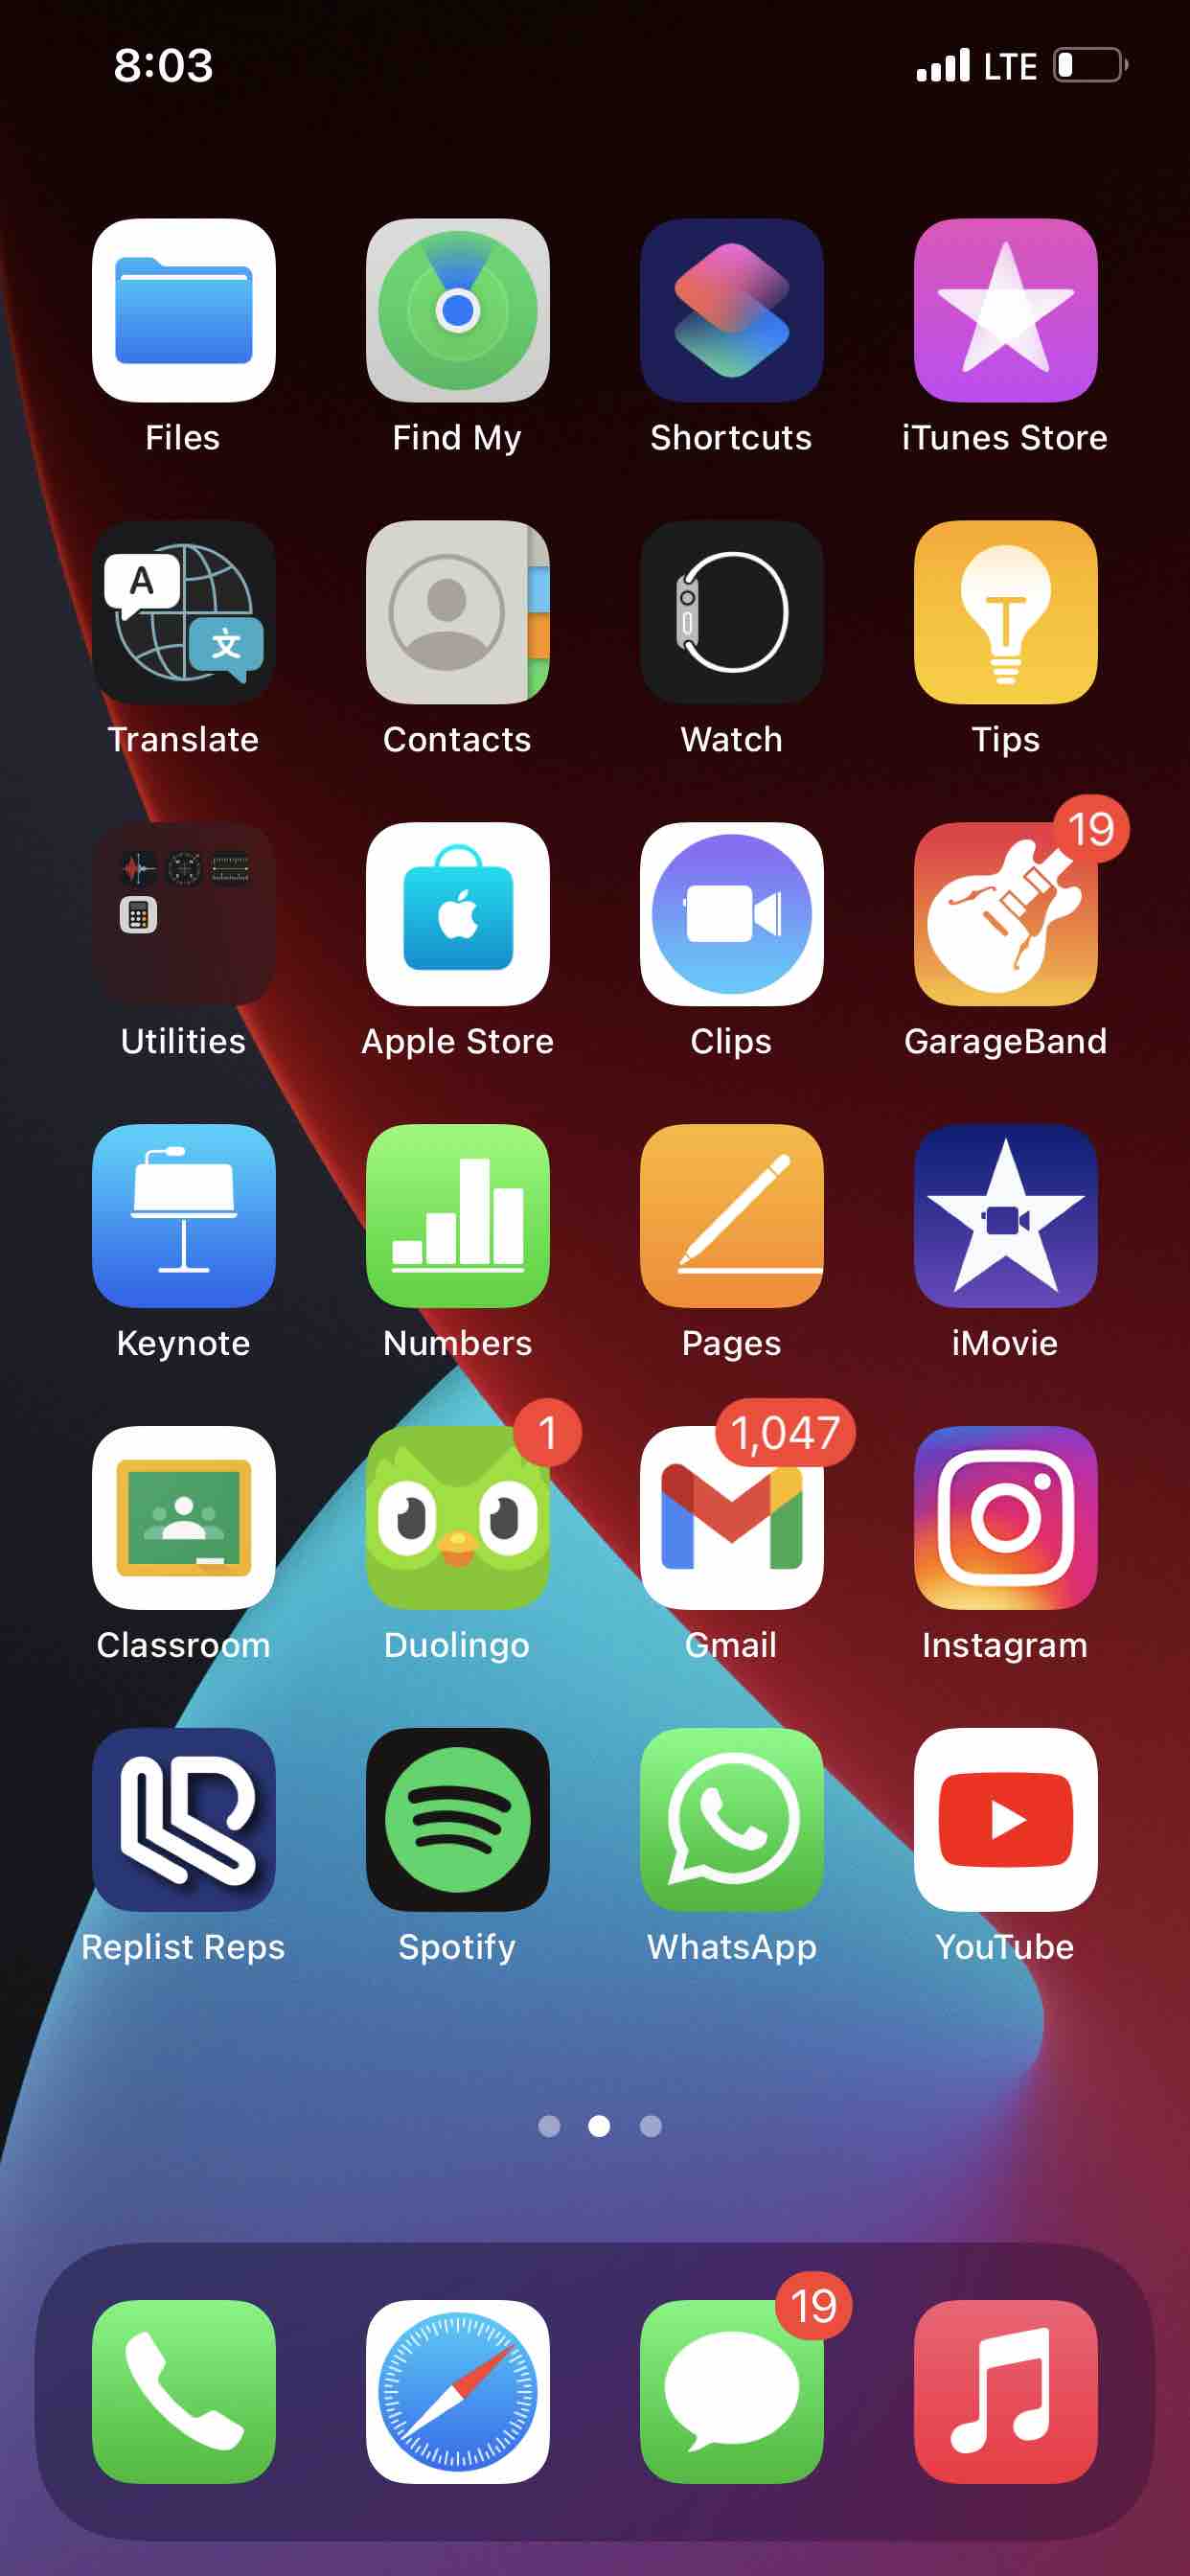 8:03 LTE
Files Find My Shortcuts iTunes Store
A 文
Translate Contacts Watch Tips
19
Utilities Apple Store Clips GarageBand
Keynote Numbers Pages iMovie
1 1,047
Classroom Duolingo Gmail Instagram
Replist Reps Spotify WhatsApp YouTube
19